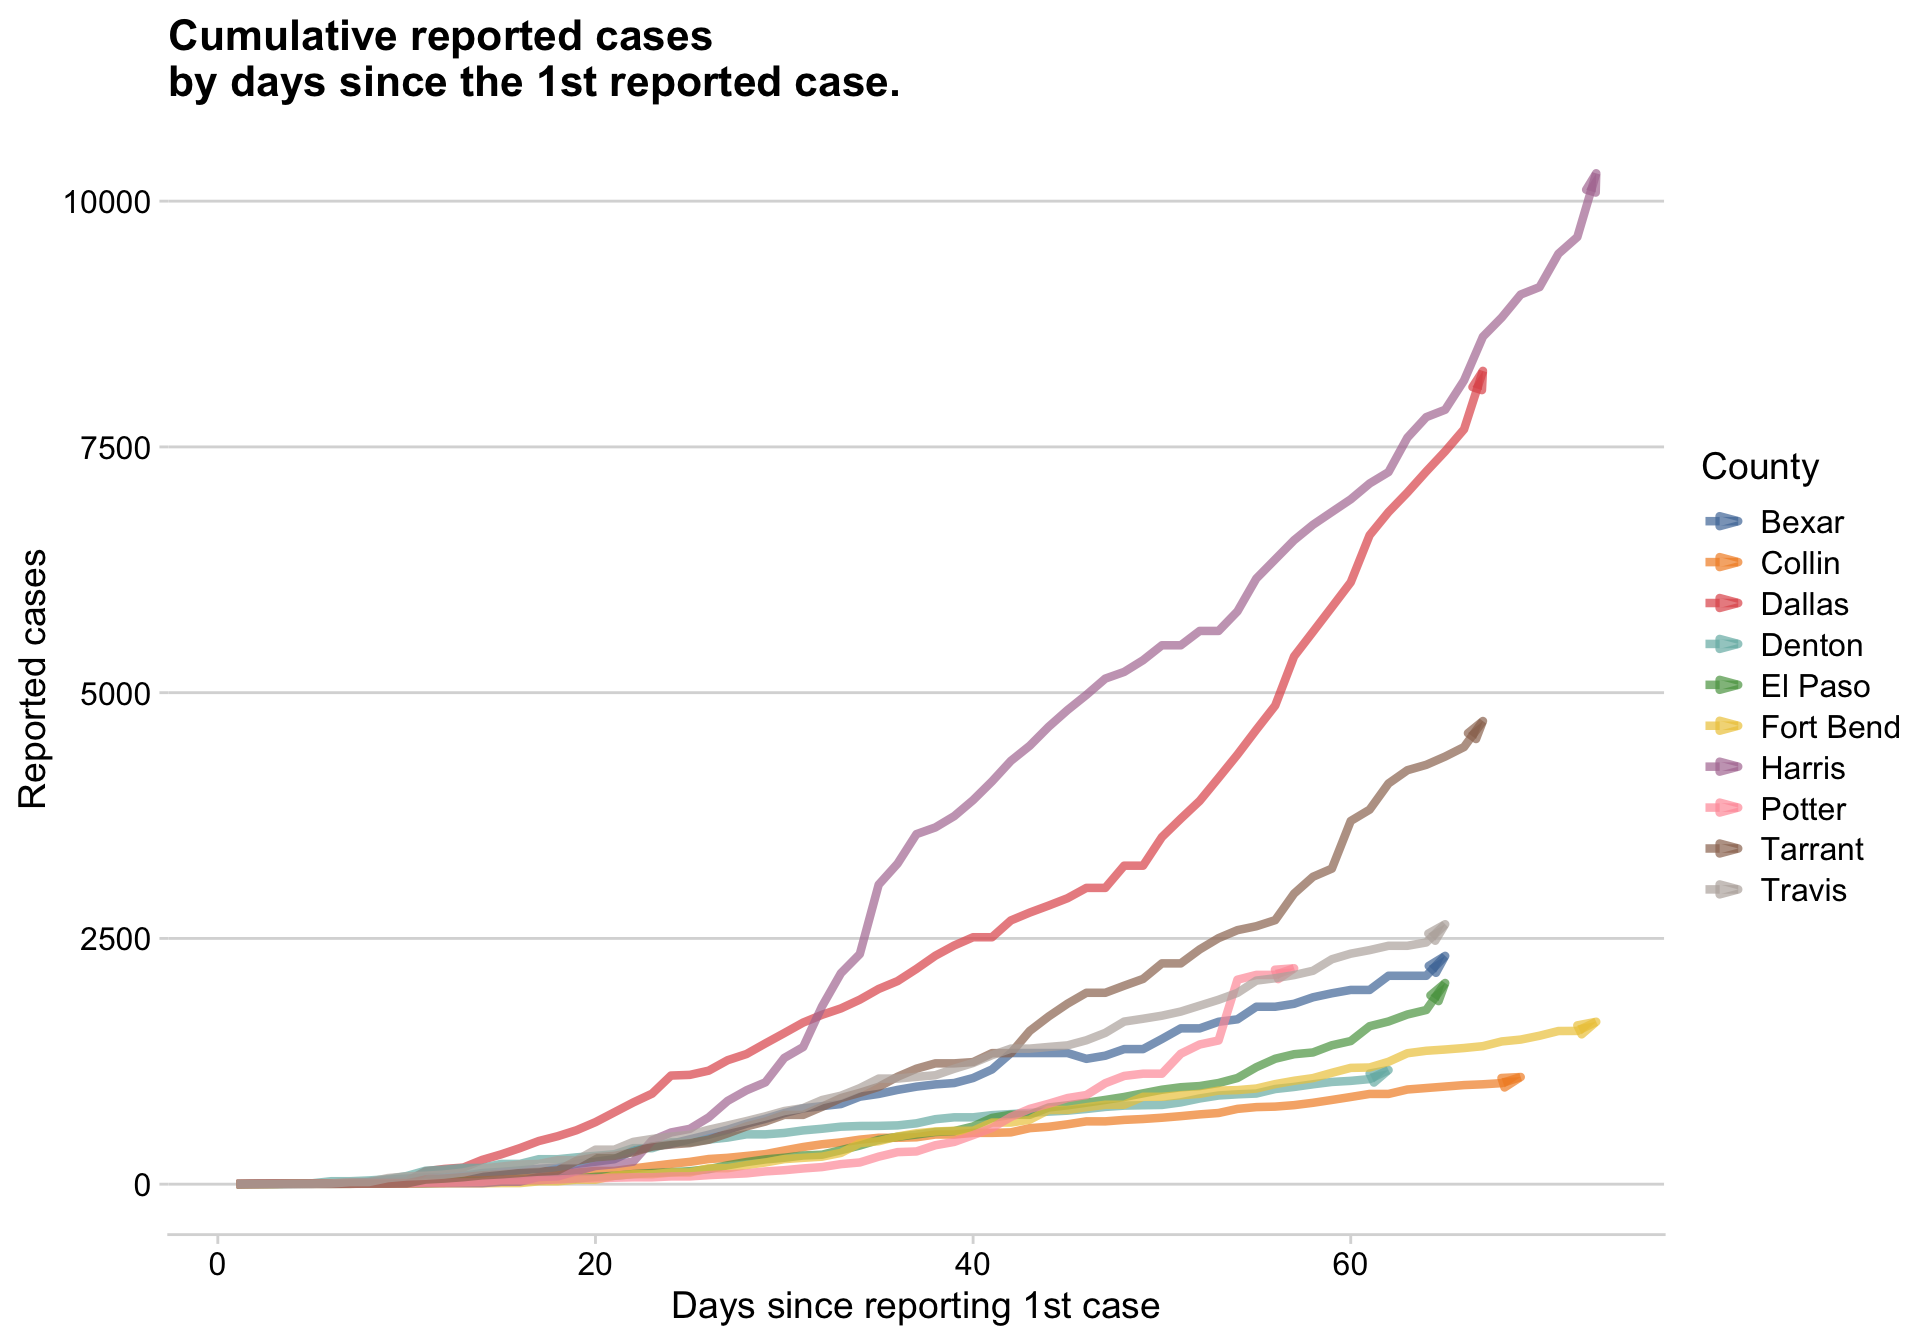 Cumulative reported cases
by days since the 1st reported case.
10000
7500
5000
2500
0
Reported cases
0 20 40 60
Days since reporting 1st case
County
Bexar
Collin
Dallas
Denton
El Paso
Fort Bend
Harris
Potter
Tarrant
Travis